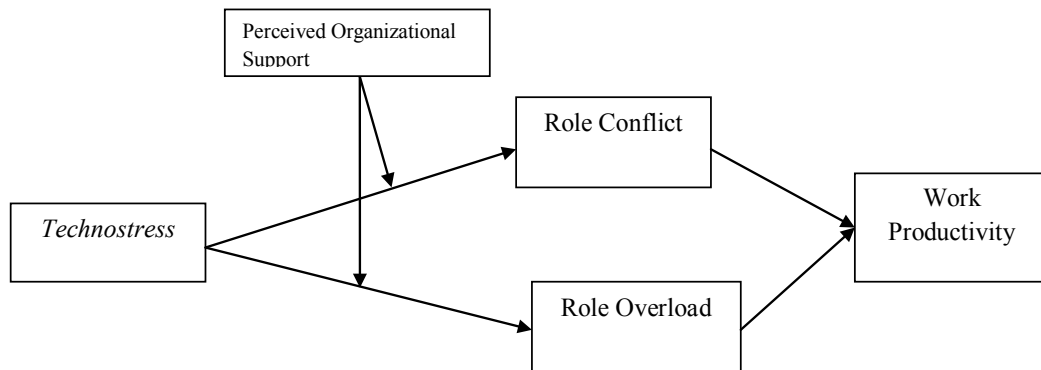 Perceived Organizational
Support
Role Conflict
Technostress
Work
Productivity
Role Overload